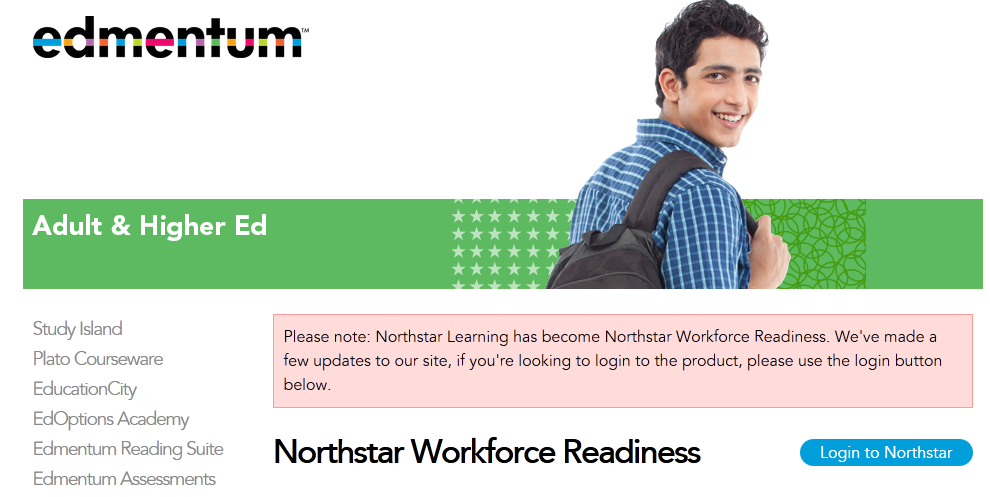 edmentum™
Adult & Higher Ed
Study Island
Plato Courseware
EducationCity
EdOptions Academy
Edmentum Reading Suite
Edmentum Assessments
Please note: Northstar Learning has become Northstar Workforce Readiness. We've made a
few updates to our site, if you're looking to login to the product, please use the login button
below.
Northstar Workforce Readiness
Login to Northstar